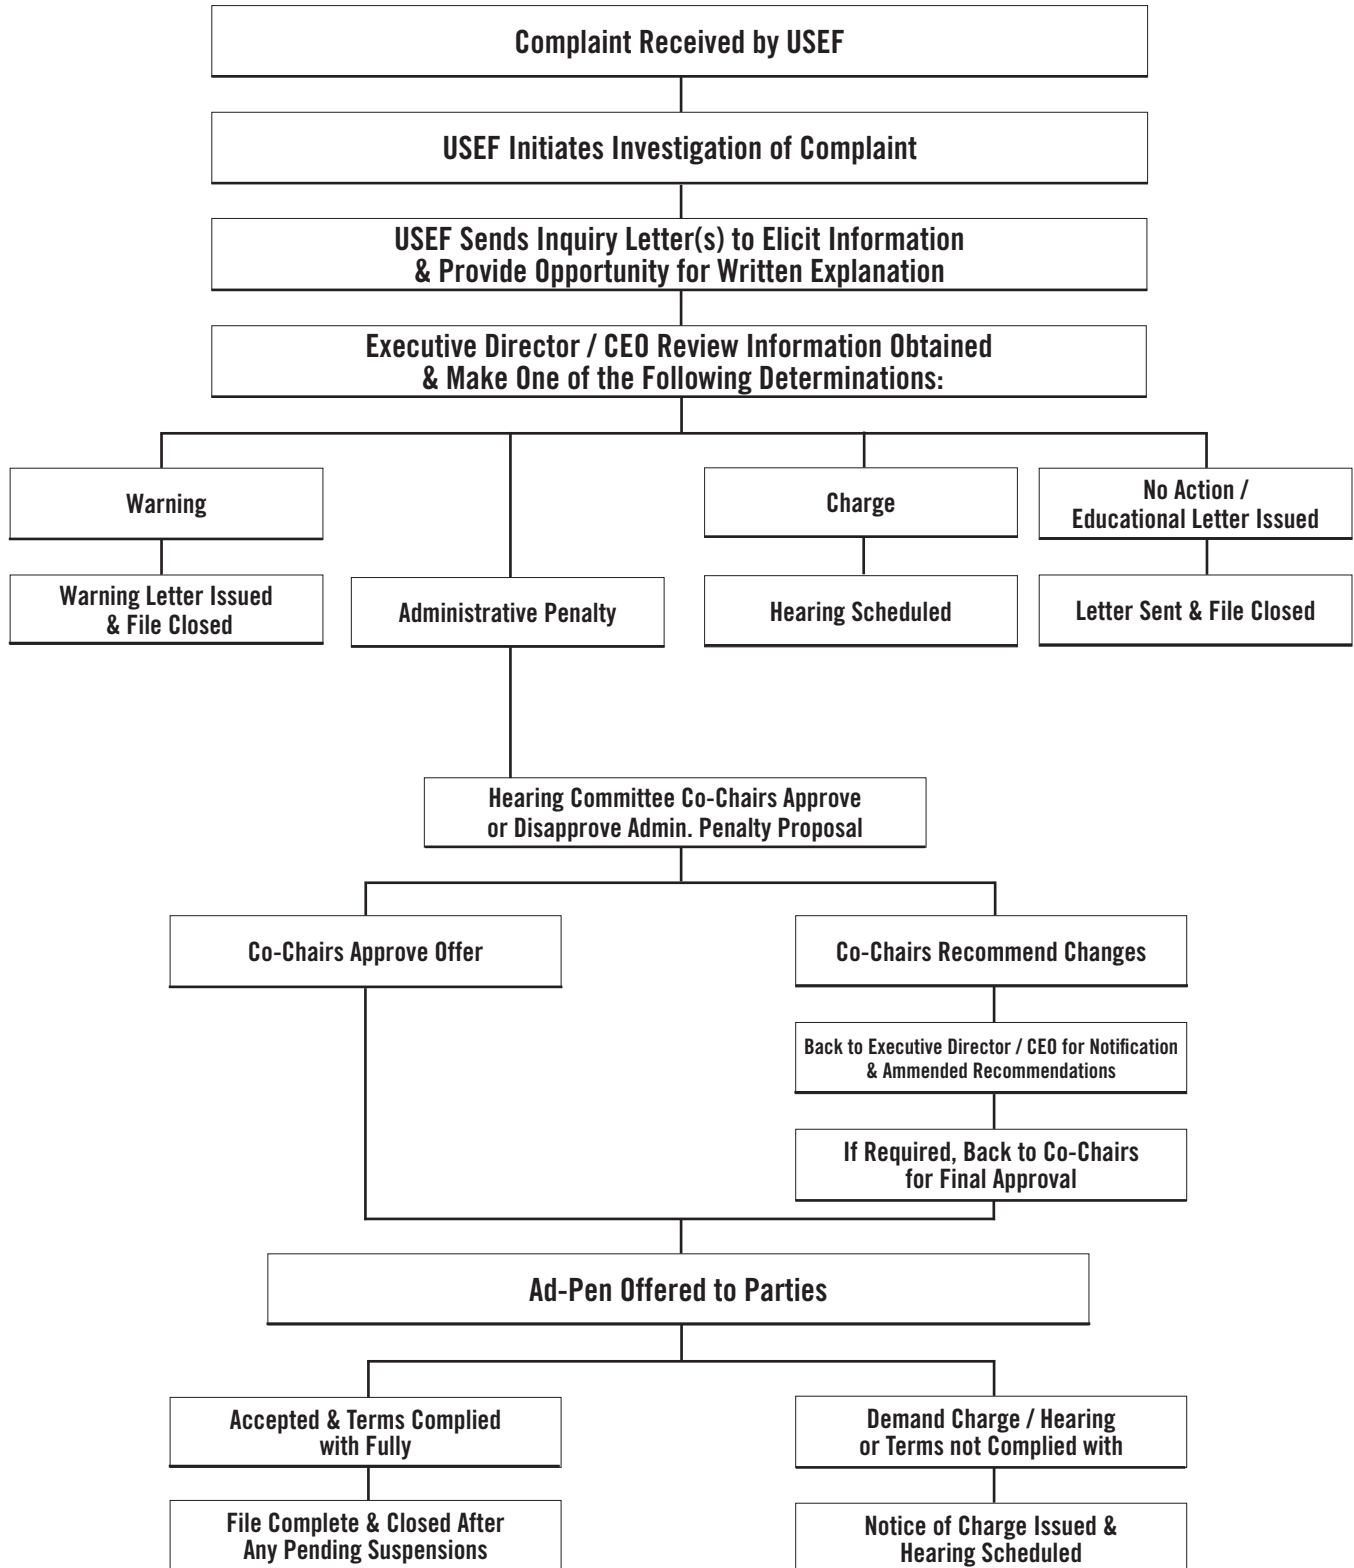 Complaint Received by USEF
USEF Initiates Investigation of Complaint
USEF Sends Inquiry Letter(s) to Elicit Information
& Provide Opportunity for Written Explanation
Executive Director / CEO Review Information Obtained
& Make One of the Following Determinations:
Warning
Charge
No Action /
Educational Letter Issued
Warning Letter Issued
& File Closed
Administrative Penalty
Hearing Scheduled
Letter Sent & File Closed
Hearing Committee Co-Chairs Approve
or Disapprove Admin. Penalty Proposal
Co-Chairs Approve Offer
Co-Chairs Recommend Changes
Back to Executive Director / CEO for Notification
& Ammended Recommendations
If Required, Back to Co-Chairs
for Final Approval
Ad-Pen Offered to Parties
Accepted & Terms Complied
with Fully
Demand Charge / Hearing
or Terms not Complied with
File Complete & Closed After
Any Pending Suspensions
Notice of Charge Issued &
Hearing Scheduled